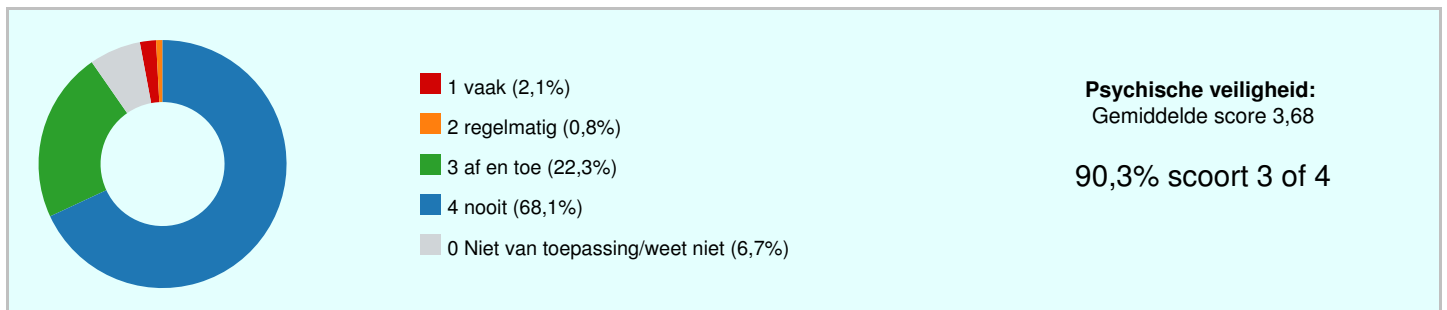 1 vaak (2,1%)
2 regelmatig (0,8%)
3 af en toe (22,3%)
4 nooit (68,1%)
0 Niet van toepassing/weet niet (6,7%)
Psychische veiligheid:
Gemiddelde score 3,68
90,3% scoort 3 of 4